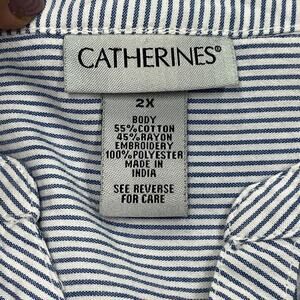 CATHERINES®
2X
BODY
55%COTTON
45%RAYON
EMBROIDERY
100%POLYESTER
MADE IN
INDIA
SEE REVERSE
FOR CARE